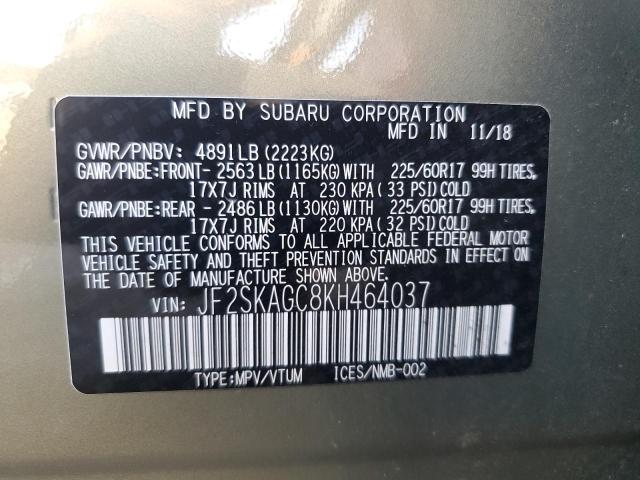 MFD BY SUBARU CORPORATION
MFD IN 11/18
GVWR/PNBV: 4891LB (2223KG)
GAWR/PNBE:FRONT- 2563 LB (1165KG) WITH 225/60R17 99H TIRES,
17X7J RIMS AT 230 KPA (33 PSI) COLD
GAWR/PNBE:REAR - 2486 LB (1130KG) WITH 225/60R17 99H TIRES,
17X7J RIMS AT 220 KPA (32 PSI) COLD
THIS VEHICLE CONFORMS TO ALL APPLICABLE FEDERAL MOTOR
VEHICLE SAFETY AND THEFT PREVENTION STANDARDS IN EFFECT ON
THE DATE OF MANUFACTURE SHOWN ABOVE.
VIN: JF2SKAGC8KH464037
TYPE:MPV/VTUM ICES/NMB-002